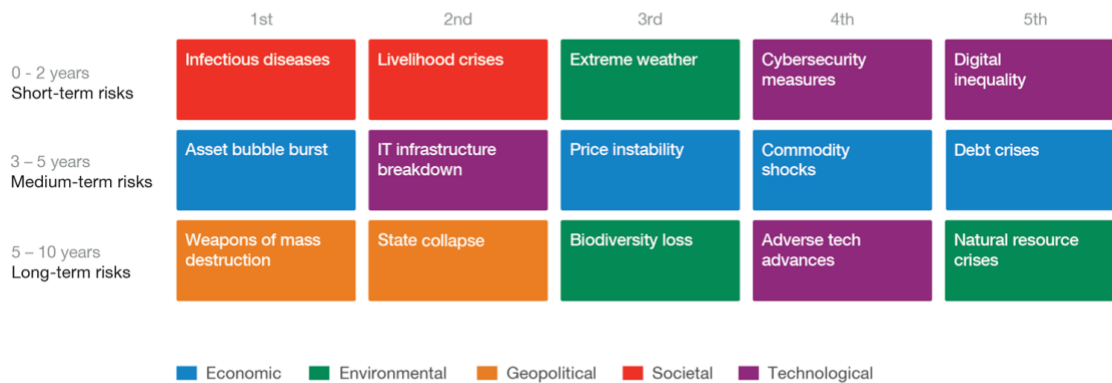 1st 2nd 3rd 4th 5th
0 - 2 years
Short-term risks
Infectious diseases
Livelihood crises
Extreme weather
Cybersecurity
measures
Digital
inequality
3 – 5 years
Medium-term risks
Asset bubble burst
IT infrastructure
breakdown
Price instability
Commodity
shocks
Debt crises
5 – 10 years
Long-term risks
Weapons of mass
destruction
State collapse
Biodiversity loss
Adverse tech
advances
Natural resource
crises
Economic Environmental Geopolitical Societal Technological